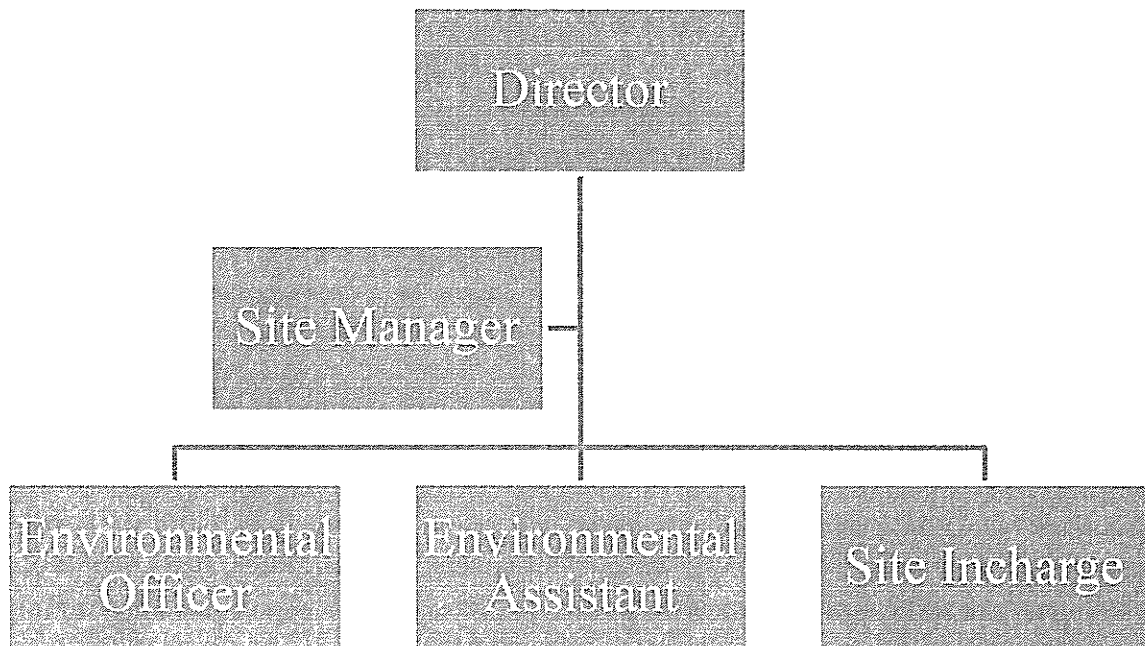 Director
Site Manager
Environmental
Officer
Environmental
Assistant
Site Incharge